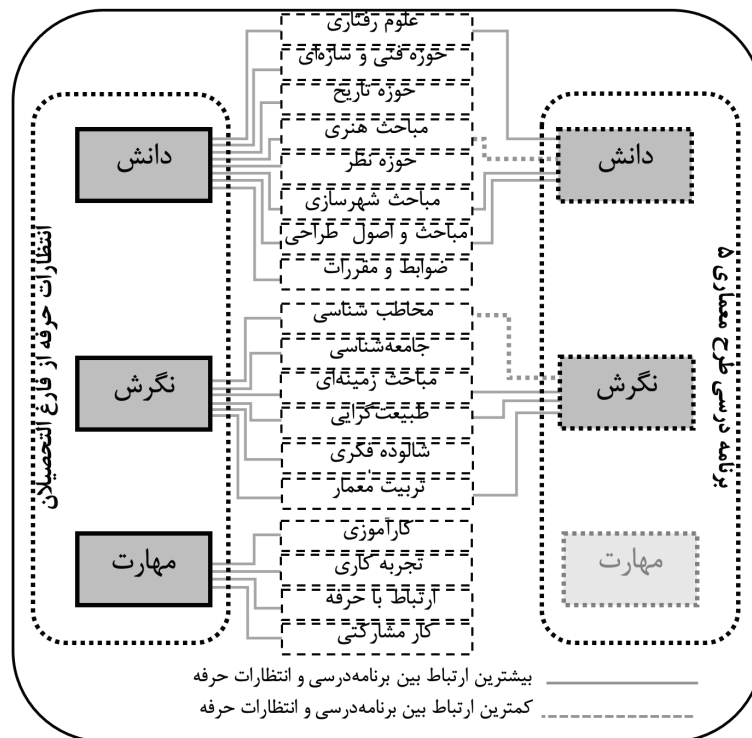 برنامه درسی طرح معماری ۵
دانش
نگرش
مهارت
علوم رفتاری
حوزه فنی و سازه‌ای
حوزه تاریخ
مباحث هنری
حوزه نظر
مباحث شهرسازی
مباحث و اصول طراحی
ضوابط و مقررات
مخاطب شناسی
جامعه‌شناسی
مباحث زمینه‌ای
طبیعت‌گرایی
شالوده فکری
تربیت معمار
کارآموزی
تجربه کاری
ارتباط با حرفه
کار مشارکتی
دانش
نگرش
مهارت
انتظارات حرفه از فارغ التحصیلان
بیشترین ارتباط بین برنامه‌درسی و انتظارات حرفه
کمترین ارتباط بین برنامه‌درسی و انتظارات حرفه